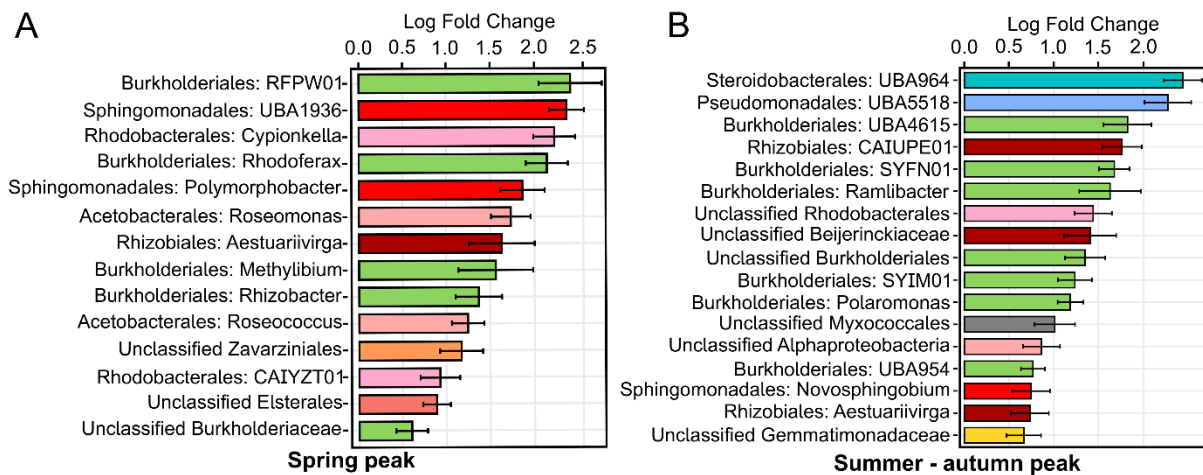 A
Log Fold Change
0.0 0.5 1.0 1.5 2.0 2.5
Burkholderiales: RFPW01
Sphingomonadales: UBA1936
Rhodobacterales: Cypionkella
Burkholderiales: Rhodoferax
Sphingomonadales: Polymorphobacter
Acetobacterales: Roseomonas
Rhizobiales: Aestuariivirga
Burkholderiales: Methylibium
Burkholderiales: Rhizobacter
Acetobacterales: Roseococcus
Unclassified Zavarziniales
Rhodobacterales: CAIYZT01
Unclassified Elsterales
Unclassified Burkholderiaceae
Spring peak
B
Log Fold Change
0.0 0.5 1.0 1.5 2.0
Steroidobacterales: UBA964
Pseudomonadales: UBA5518
Burkholderiales: UBA4615
Rhizobiales: CAIUPE01
Burkholderiales: SYFN01
Burkholderiales: Ramlibacter
Unclassified Rhodobacterales
Unclassified Beijerinckiaceae
Unclassified Burkholderiales
Burkholderiales: SYIM01
Burkholderiales: Polaromonas
Unclassified Myxococcales
Unclassified Alphaproteobacteria
Burkholderiales: UBA954
Sphingomonadales: Novosphingobium
Rhizobiales: Aestuariivirga
Unclassified Gemmatimonadaceae
Summer - autumn peak